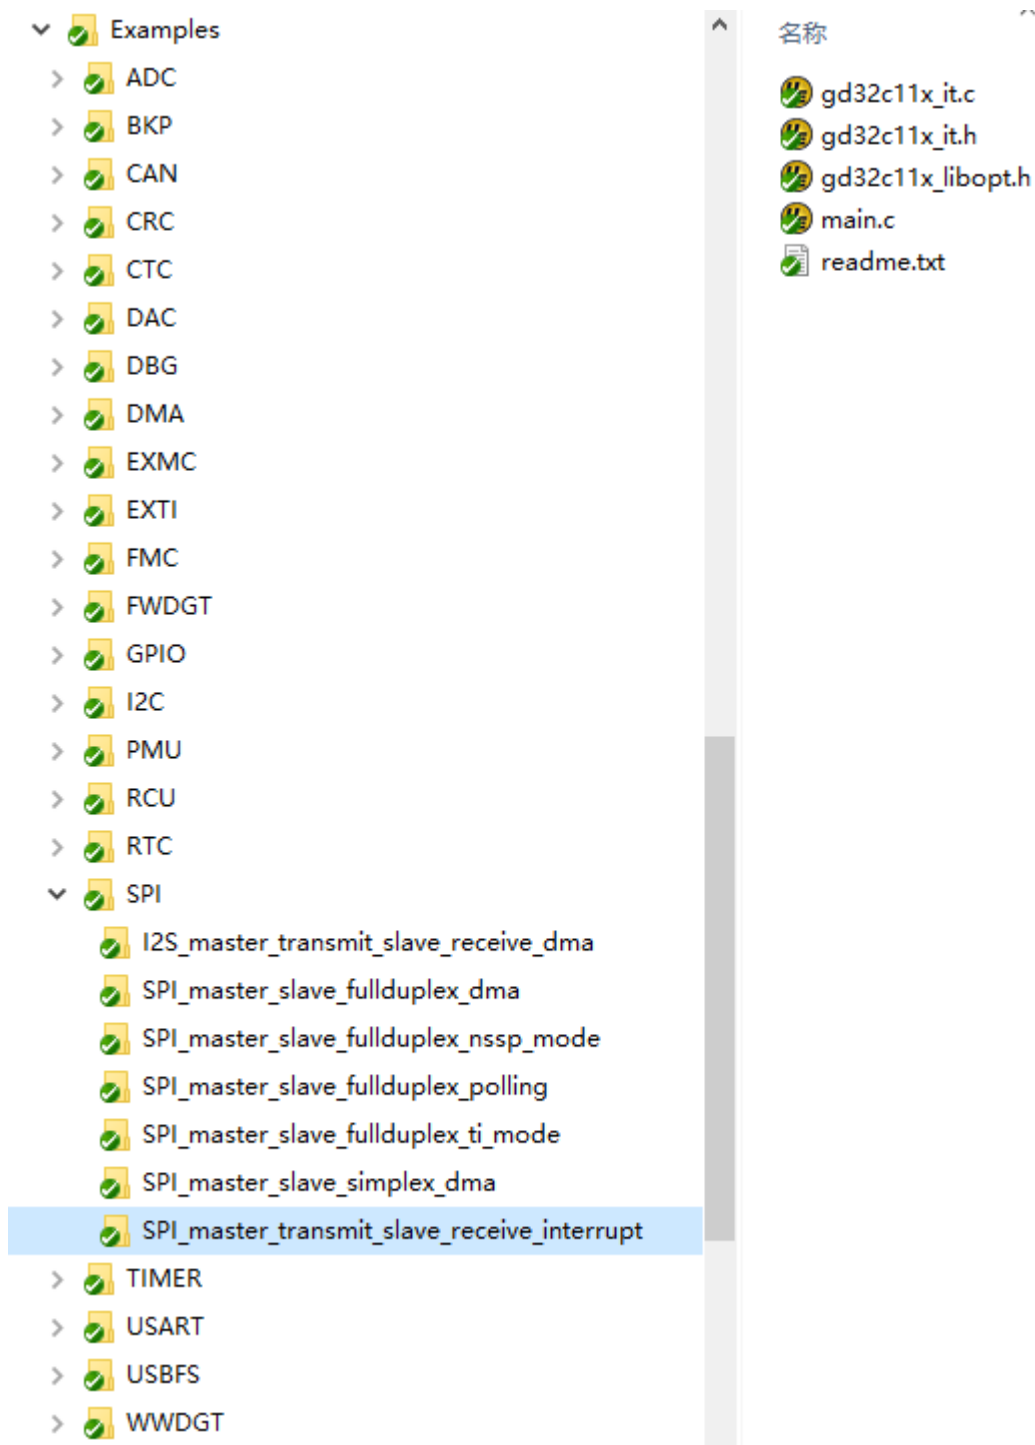 Examples
ADC
BKP
CAN
CRC
CTC
DAC
DBG
DMA
EXMC
EXTI
FMC
FWDGT
GPIO
I2C
PMU
RCU
RTC
SPI
I2S_master_transmit_slave_receive_dma
SPI_master_slave_fullduplex_dma
SPI_master_slave_fullduplex_nssp_mode
SPI_master_slave_fullduplex_polling
SPI_master_slave_fullduplex_ti_mode
SPI_master_slave_simplex_dma
SPI_master_transmit_slave_receive_interrupt
TIMER
USART
USBFS
WWDGT
名称
gd32c11x_it.c
gd32c11x_it.h
gd32c11x_libopt.h
main.c
readme.txt